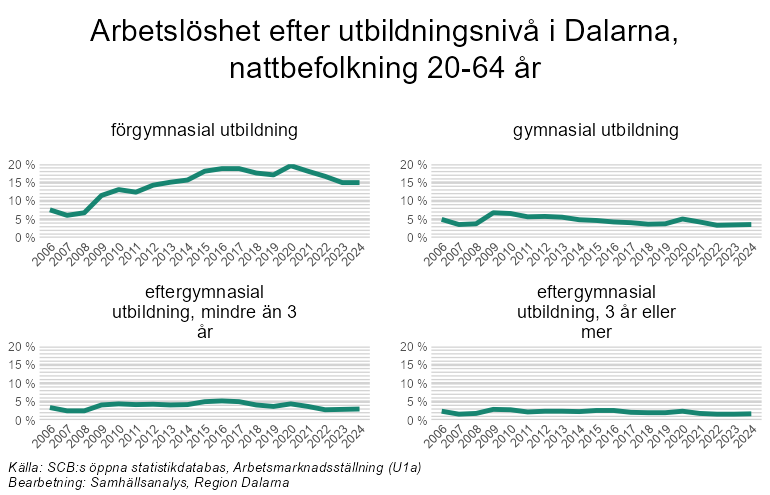 Arbetslöshet efter utbildningsnivå i Dalarna,
nattbefolkning 20-64 år
förgymnasial utbildning
20 %
15 %
10 %
5 %
0 %
2006 2007 2008 2009 2010 2011 2012 2013 2014 2015 2016 2017 2018 2019 2020 2021 2022 2023 2024
gymnasial utbildning
20 %
15 %
10 %
5 %
0 %
2006 2007 2008 2009 2010 2011 2012 2013 2014 2015 2016 2017 2018 2019 2020 2021 2022 2023 2024
eftergymnasial
utbildning, mindre än 3
år
20 %
15 %
10 %
5 %
0 %
2006 2007 2008 2009 2010 2011 2012 2013 2014 2015 2016 2017 2018 2019 2020 2021 2022 2023 2024
eftergymnasial
utbildning, 3 år eller
mer
20 %
15 %
10 %
5 %
0 %
2006 2007 2008 2009 2010 2011 2012 2013 2014 2015 2016 2017 2018 2019 2020 2021 2022 2023 2024
Källa: SCB:s öppna statistikdatabas, Arbetsmarknadsställning (U1a)
Bearbetning: Samhällsanalys, Region Dalarna